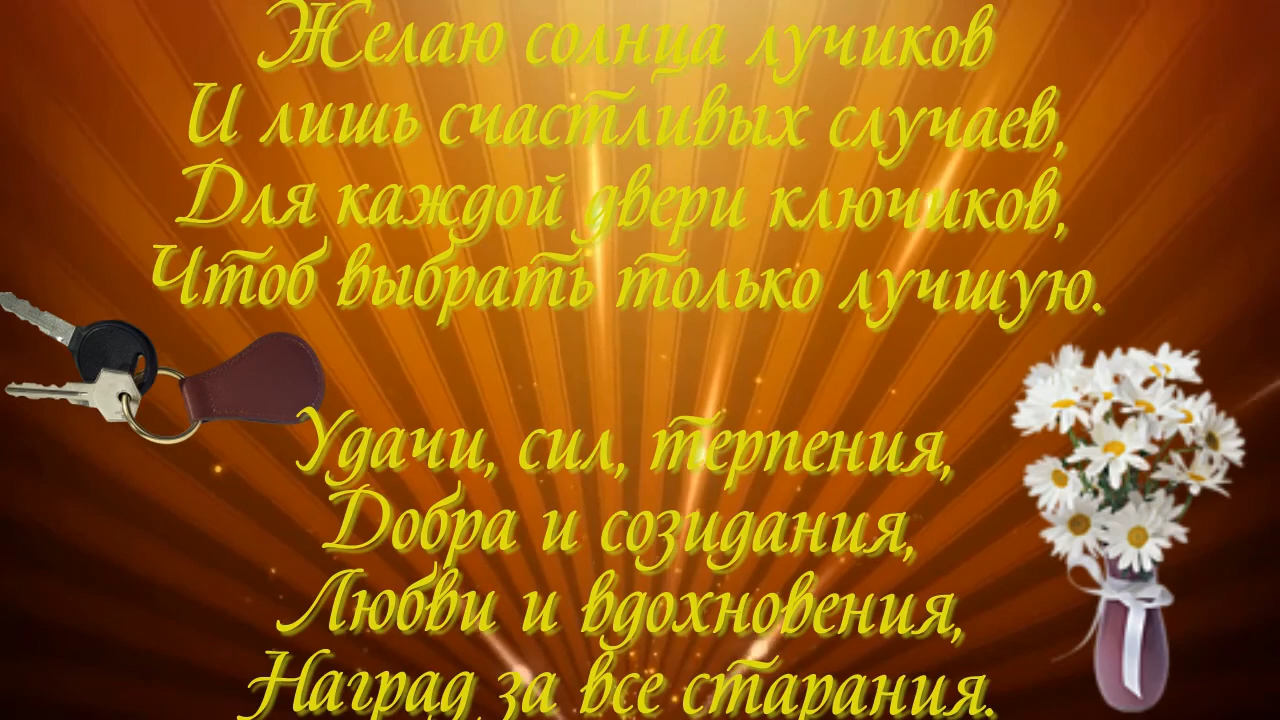 Желаю солнца лучиков
И лишь счастливых случаев,
Для каждой двери ключиков,
Чтоб выбрать только лучшую.
Удачи, сил, терпения,
Добра и созидания,
Любви и вдохновения,
Наград за все старания.